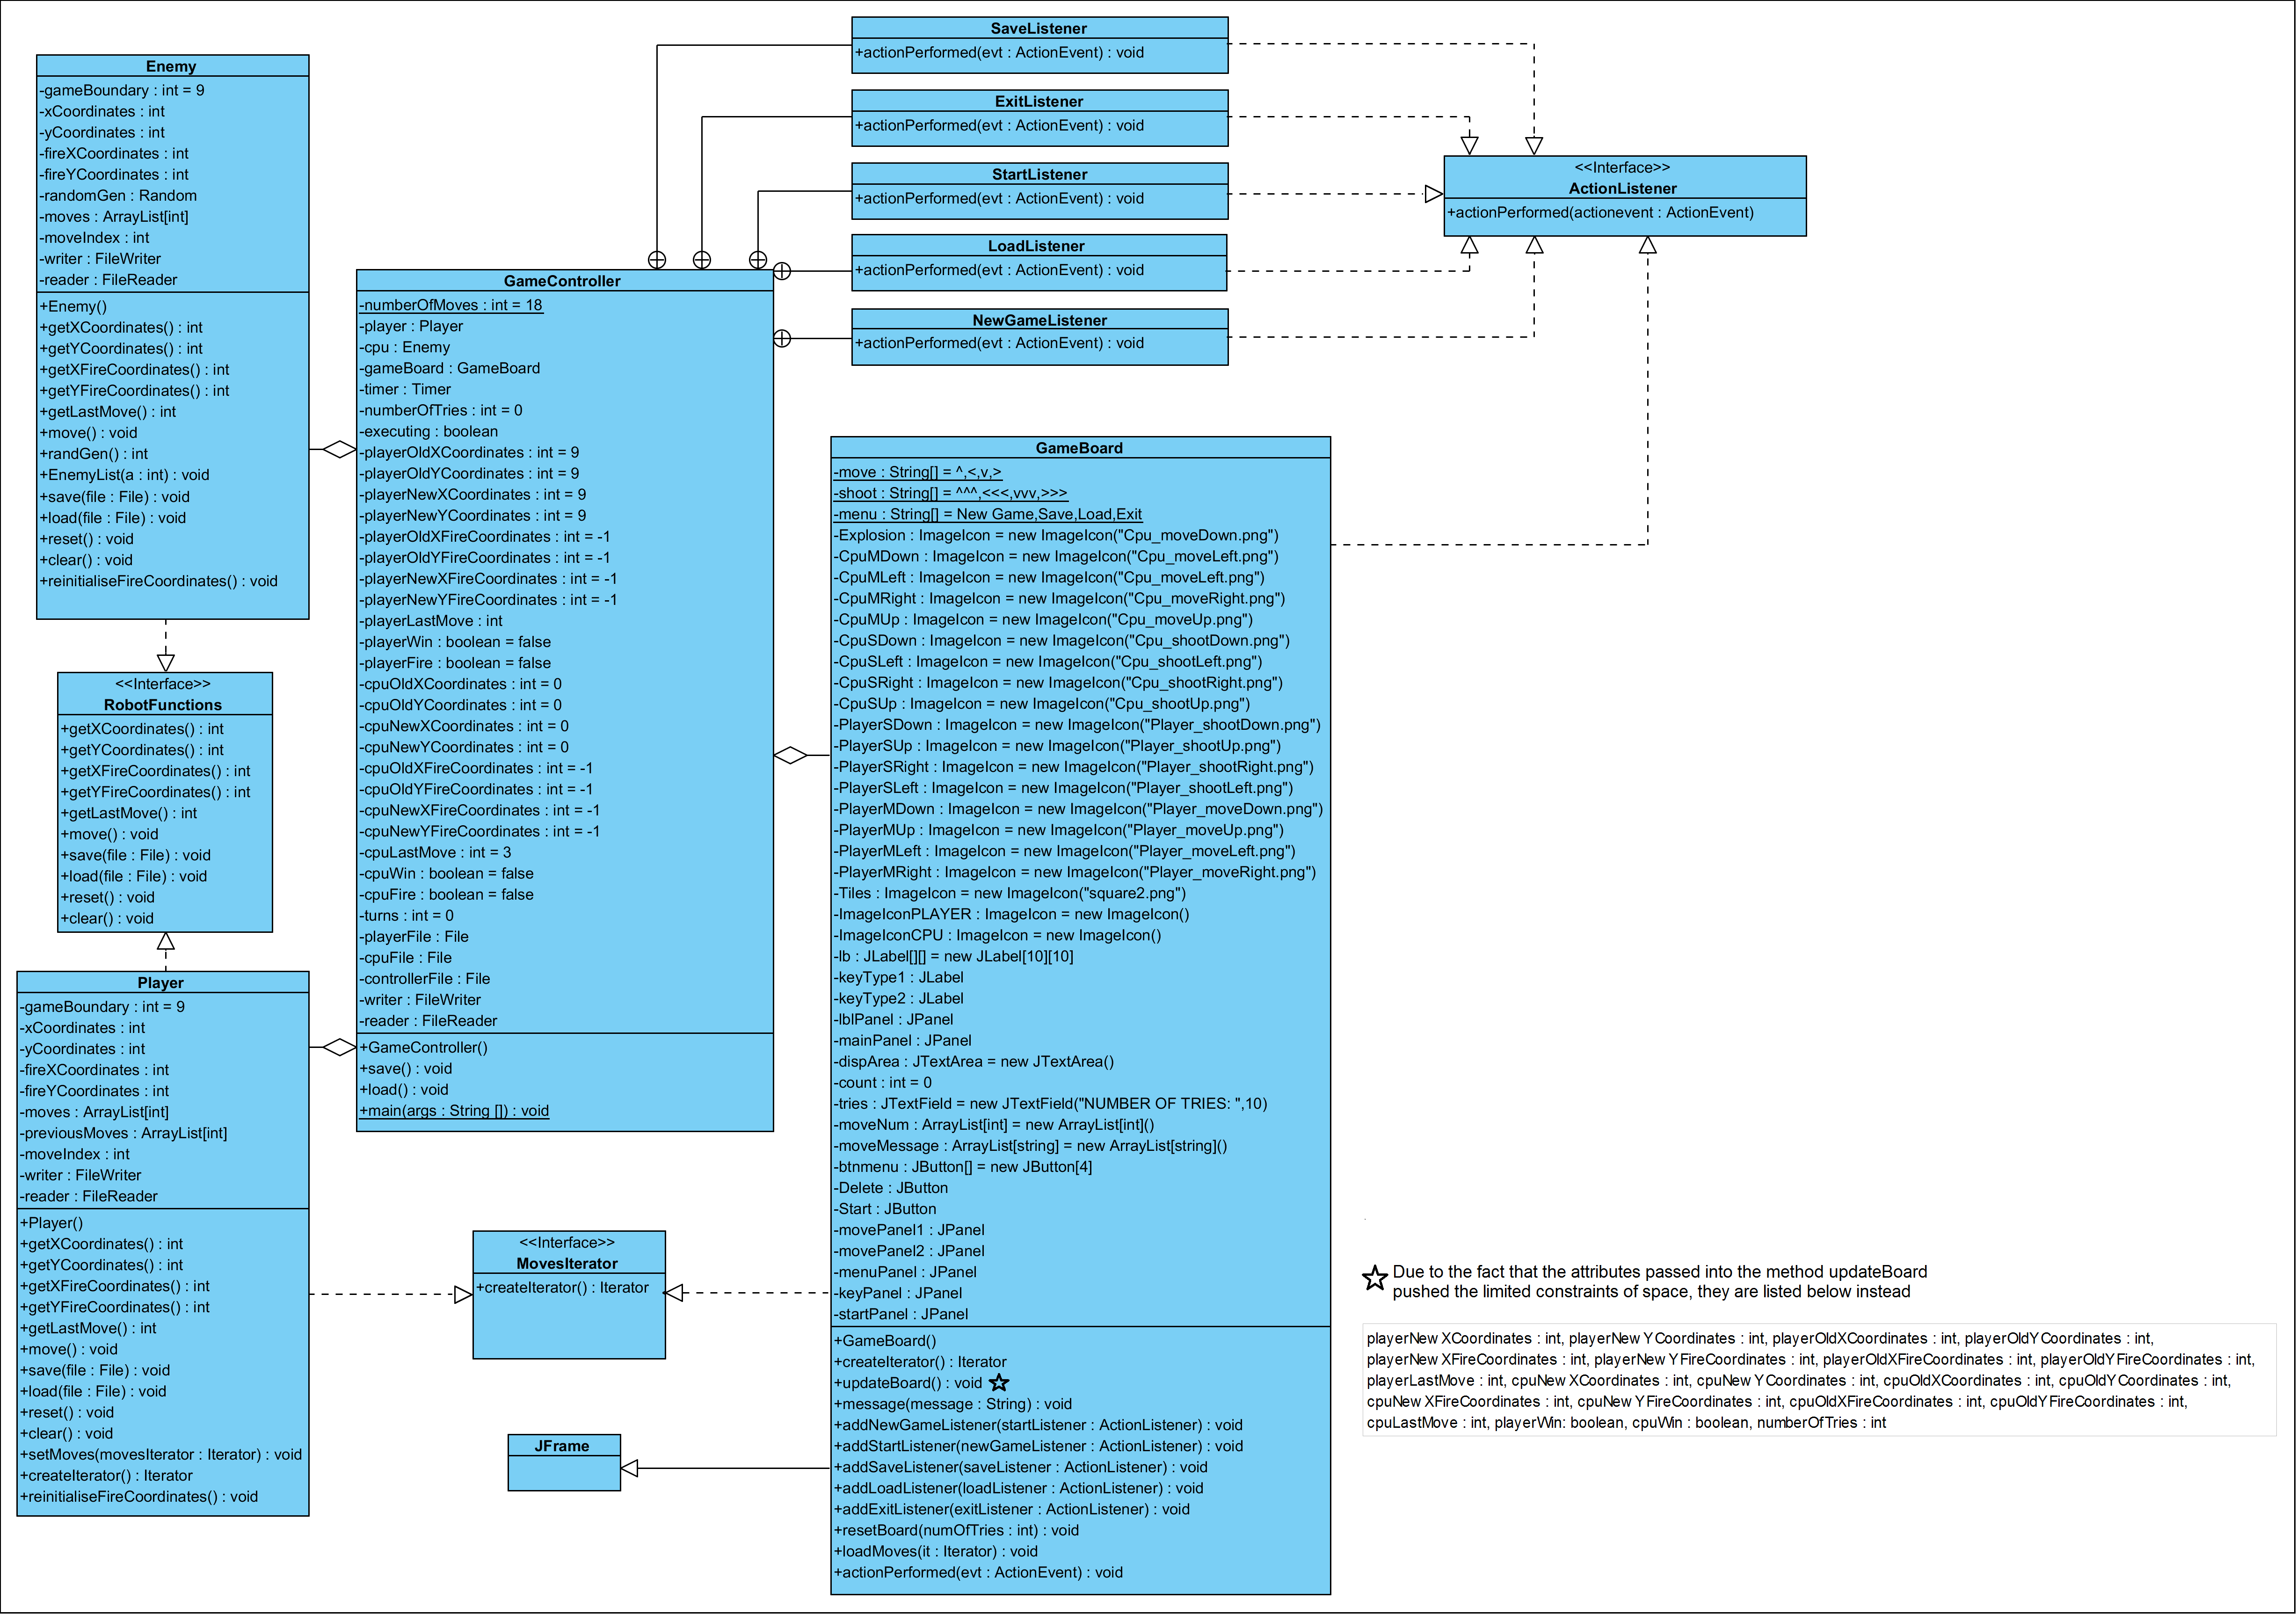 SaveListener
+actionPerformed(evt : ActionEvent) : void
ExitListener
+actionPerformed(evt : ActionEvent) : void
StartListener
+actionPerformed(evt : ActionEvent) : void
LoadListener
+actionPerformed(evt : ActionEvent) : void
NewGameListener
+actionPerformed(evt : ActionEvent) : void
<<Interface>>
ActionListener
+actionPerformed(actionevent : ActionEvent)
Enemy
-gameBoundary : int = 9
-xCoordinates : int
-yCoordinates : int
-fireXCoordinates : int
-fireYCoordinates : int
-randomGen : Random
-moves : ArrayList[int]
-moveIndex : int
-writer : FileWriter
-reader : FileReader
+Enemy()
+getXCoordinates() : int
+getYCoordinates() : int
+getXFireCoordinates() : int
+getYFireCoordinates() : int
+getLastMove() : int
+move() : void
+randGen() : int
+EnemyList(a : int) : void
+save(file : File) : void
+load(file : File) : void
+reset() : void
+clear() : void
+reinitialiseFireCoordinates() : void
<<Interface>>
RobotFunctions
+getXCoordinates() : int
+getYCoordinates() : int
+getXFireCoordinates() : int
+getYFireCoordinates() : int
+getLastMove() : int
+move() : void
+save(file : File) : void
+load(file : File) : void
+reset() : void
+clear() : void
Player
-gameBoundary : int = 9
-xCoordinates : int
-yCoordinates : int
-fireXCoordinates : int
-fireYCoordinates : int
-moves : ArrayList[int]
-previousMoves : ArrayList[int]
-moveIndex : int
-writer : FileWriter
-reader : FileReader
+Player()
+getXCoordinates() : int
+getYCoordinates() : int
+getXFireCoordinates() : int
+getYFireCoordinates() : int
+getLastMove() : int
+move() : void
+save(file : File) : void
+load(file : File) : void
+reset() : void
+clear() : void
+setMoves(movesIterator : Iterator) : void
+createIterator() : Iterator
+reinitialiseFireCoordinates() : void
GameController
-numberOfMoves : int = 18
-player : Player
-cpu : Enemy
-gameBoard : GameBoard
-timer : Timer
-numberOfTries : int = 0
-executing : boolean
-playerOldXCoordinates : int = 9
-playerOldYCoordinates : int = 9
-playerNewXCoordinates : int = 9
-playerNewYCoordinates : int = 9
-playerOldXFireCoordinates : int = -1
-playerOldYFireCoordinates : int = -1
-playerNewXFireCoordinates : int = -1
-playerNewYFireCoordinates : int = -1
-playerLastMove : int
-playerWin : boolean = false
-playerFire : boolean = false
-cpuOldXCoordinates : int = 0
-cpuOldYCoordinates : int = 0
-cpuNewXCoordinates : int = 0
-cpuNewYCoordinates : int = 0
-cpuOldXFireCoordinates : int = -1
-cpuOldYFireCoordinates : int = -1
-cpuNewXFireCoordinates : int = -1
-cpuNewYFireCoordinates : int = -1
-cpuLastMove : int = 3
-cpuWin : boolean = false
-cpuFire : boolean = false
-turns : int = 0
-playerFile : File
-cpuFile : File
-controllerFile : File
-writer : FileWriter
-reader : FileReader
+GameController()
+save() : void
+load() : void
+main(args : String []) : void
<<Interface>>
MovesIterator
+createIterator() : Iterator
JFrame
GameBoard
-move : String[] = ^,<,v,>
-shoot : String[] = ^^^,<<<,vvv,>>>
-menu : String[] = New Game,Save,Load,Exit
-Explosion : ImageIcon = new ImageIcon("Cpu_moveDown.png")
-CpuMDown : ImageIcon = new ImageIcon("Cpu_moveLeft.png")
-CpuMLeft : ImageIcon = new ImageIcon("Cpu_moveLeft.png")
-CpuMRight : ImageIcon = new ImageIcon("Cpu_moveRight.png")
-CpuMUp : ImageIcon = new ImageIcon("Cpu_moveUp.png")
-CpuSDown : ImageIcon = new ImageIcon("Cpu_shootDown.png")
-CpuSLeft : ImageIcon = new ImageIcon("Cpu_shootLeft.png")
-CpuSRight : ImageIcon = new ImageIcon("Cpu_shootRight.png")
-CpuSUp : ImageIcon = new ImageIcon("Cpu_shootUp.png")
-PlayerSDown : ImageIcon = new ImageIcon("Player_shootDown.png")
-PlayerSUp : ImageIcon = new ImageIcon("Player_shootUp.png")
-PlayerSRight : ImageIcon = new ImageIcon("Player_shootRight.png")
-PlayerSLeft : ImageIcon = new ImageIcon("Player_shootLeft.png")
-PlayerMDown : ImageIcon = new ImageIcon("Player_moveDown.png")
-PlayerMUp : ImageIcon = new ImageIcon("Player_moveUp.png")
-PlayerMLeft : ImageIcon = new ImageIcon("Player_moveLeft.png")
-PlayerMRight : ImageIcon = new ImageIcon("Player_moveRight.png")
-Tiles : ImageIcon = new ImageIcon("square2.png")
-ImageIconPLAYER : ImageIcon = new ImageIcon()
-ImageIconCPU : ImageIcon = new ImageIcon()
-lb : JLabel[][] = new JLabel[10][10]
-keyType1 : JLabel
-keyType2 : JLabel
-lblPanel : JPanel
-mainPanel : JPanel
-dispArea : JTextArea = new JTextArea()
-count : int = 0
-tries : JTextField = new JTextField("NUMBER OF TRIES: ",10)
-moveNum : ArrayList[int] = new ArrayList[int]()
-moveMessage : ArrayList[string] = new ArrayList[string]()
-btnmenu : JButton[] = new JButton[4]
-Delete : JButton
-Start : JButton
-movePanel1 : JPanel
-movePanel2 : JPanel
-menuPanel : JPanel
-keyPanel : JPanel
-startPanel : JPanel
+GameBoard()
+createIterator() : Iterator
+updateBoard() : void
+message(message : String) : void
+addNewGameListener(startListener : ActionListener) : void
+addStartListener(newGameListener : ActionListener) : void
+addSaveListener(saveListener : ActionListener) : void
+addLoadListener(loadListener : ActionListener) : void
+addExitListener(exitListener : ActionListener) : void
+resetBoard(numOfTries : int) : void
+loadMoves(it : Iterator) : void
+actionPerformed(evt : ActionEvent) : void
Due to the fact that the attributes passed into the method updateBoard
pushed the limited constraints of space, they are listed below instead
playerNewXCoordinates : int, playerNewYCoordinates : int, playerOldXCoordinates : int, playerOldYCoordinates : int,
playerNewXFireCoordinates : int, playerNewYFireCoordinates : int, playerOldXFireCoordinates : int, playerOldYFireCoordinates : int,
playerLastMove : int, cpuNewXCoordinates : int, cpuNewYCoordinates : int, cpuOldXCoordinates : int, cpuOldYCoordinates : int,
cpuNewXFireCoordinates : int, cpuNewYFireCoordinates : int, cpuOldXFireCoordinates : int, cpuOldYFireCoordinates : int,
cpuLastMove : int, playerWin: boolean, cpuWin : boolean, numberOfTries : int